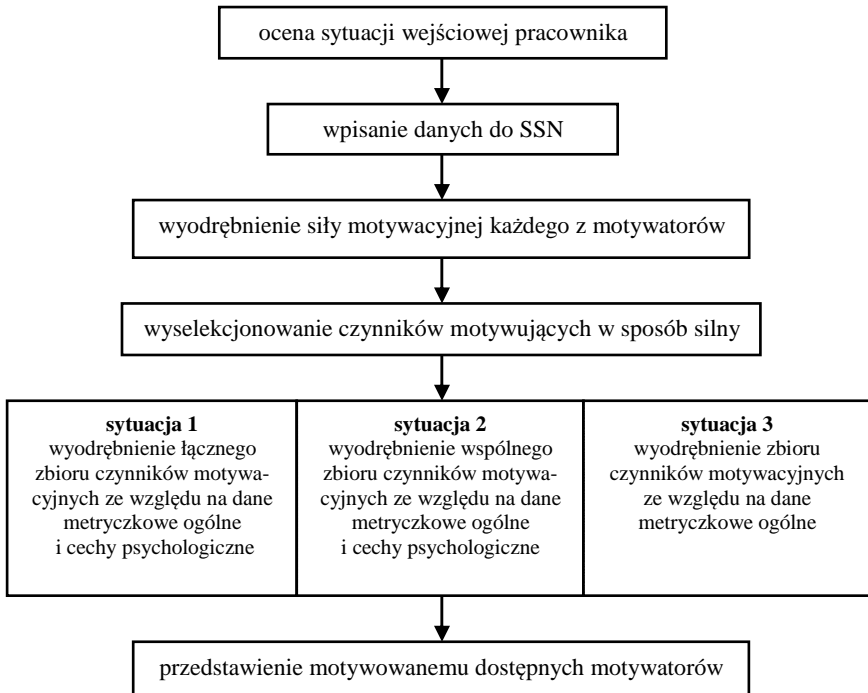 ocena sytuacji wejściowej pracownika
wpisanie danych do SSN
wyodrębnienie siły motywacyjnej każdego z motywatorów
wyselekcjonowanie czynników motywujących w sposób silny
sytuacja 1
wyodrębnienie łącznego
zbioru czynników motywa-
cyjnych ze względu na dane
metryczkowe ogólne
i cechy psychologiczne
sytuacja 2
wyodrębnienie wspólnego
zbioru czynników motywa-
cyjnych ze względu na dane
metryczkowe ogólne
i cechy psychologiczne
sytuacja 3
wyodrębnienie zbioru
czynników motywacyjnych
ze względu na dane
metryczkowe ogólne
przedstawienie motywowanemu dostępnych motywatorów